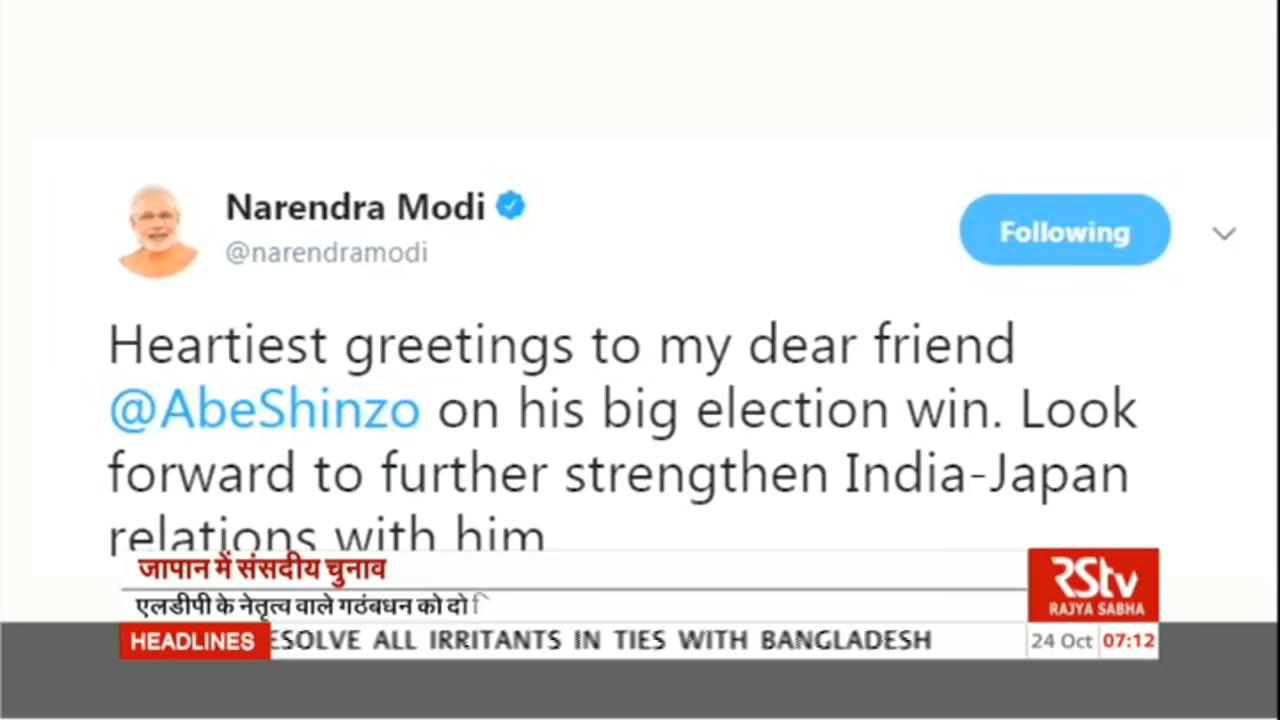 Narendra Modi
@narendramodi
Following
Heartiest greetings to my dear friend
@AbeShinzo on his big election win. Look
forward to further strengthen India-Japan
relations with him
जापान में संसदीय चुनाव
एलडीपी के नेतृत्व वाले गठंबधन को दो
RStv
RAJYA SABHA
HEADLINES
ESOLVE ALL IRRITANTS IN TIES WITH BANGLADESH
24 Oct 07:12